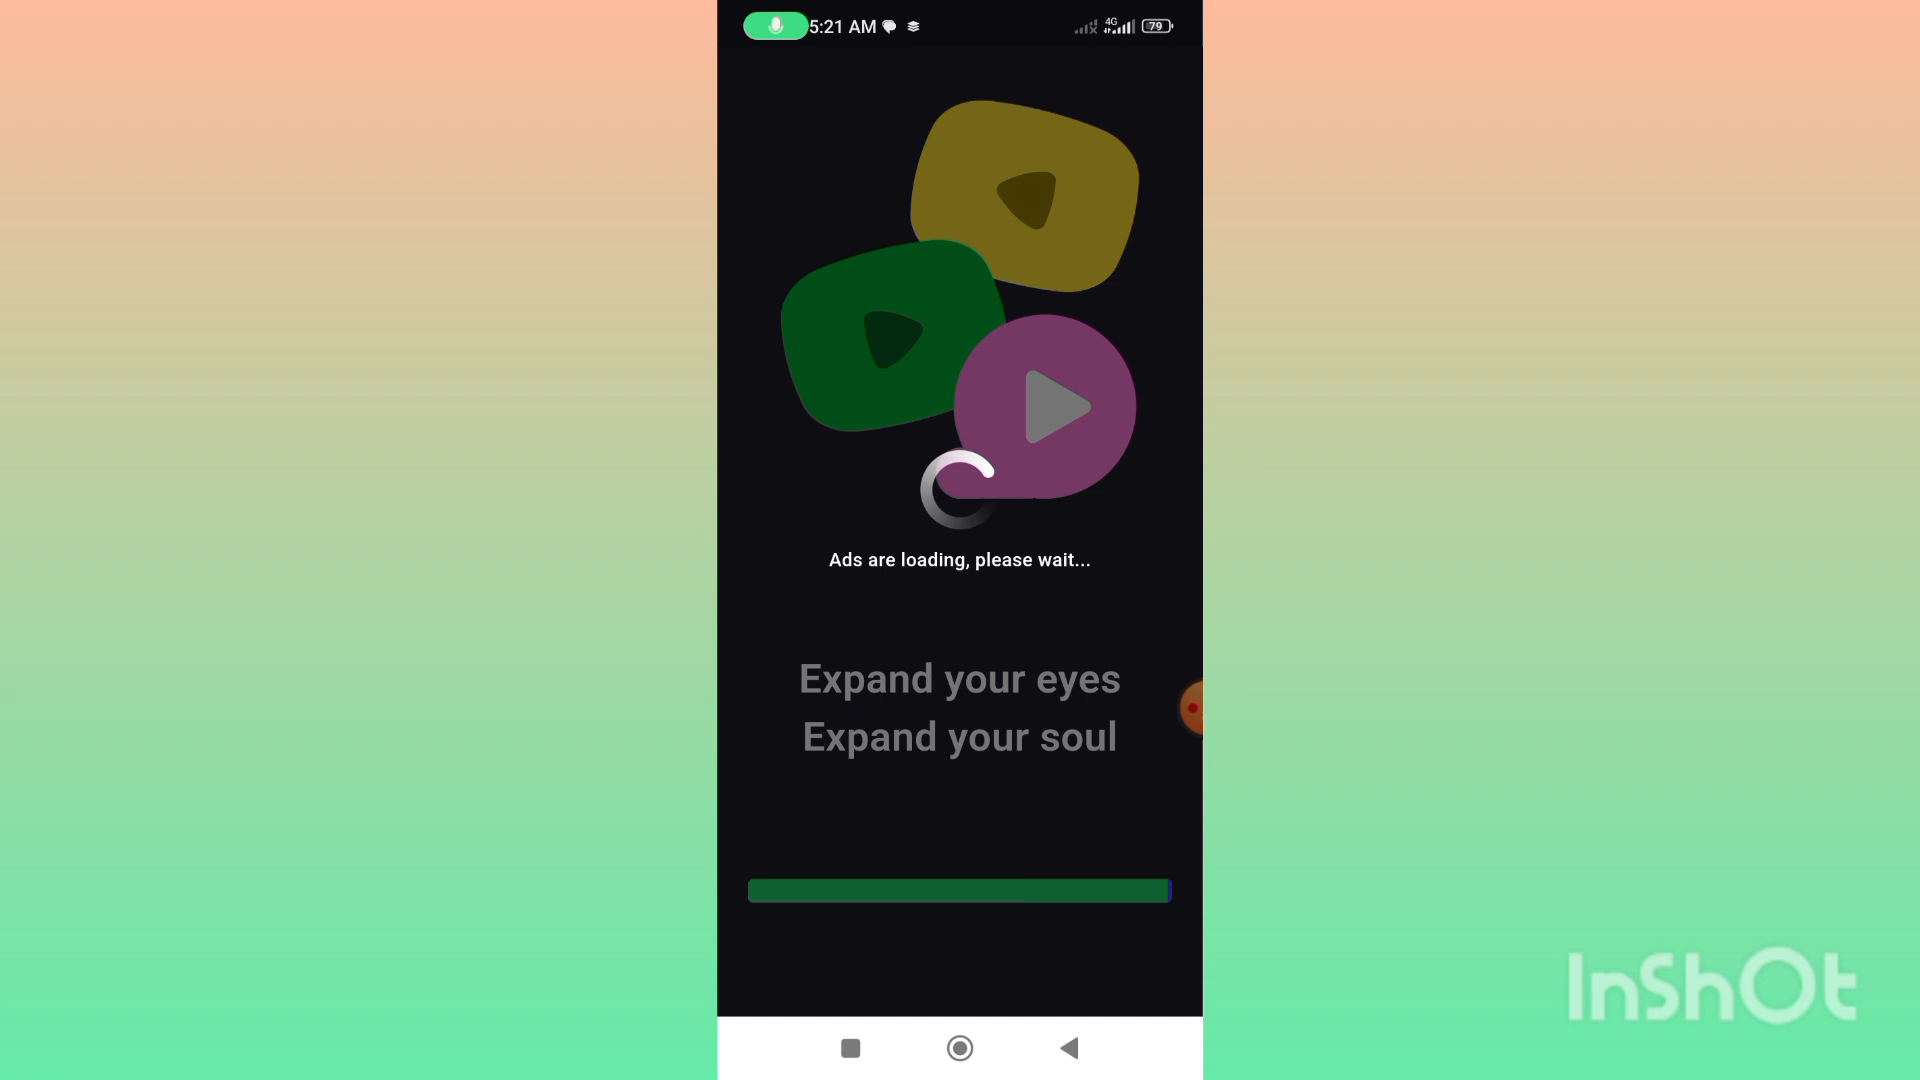 5:21 AM
4G
79
Ads are loading, please wait...
Expand your eyes
Expand your soul
InShOt